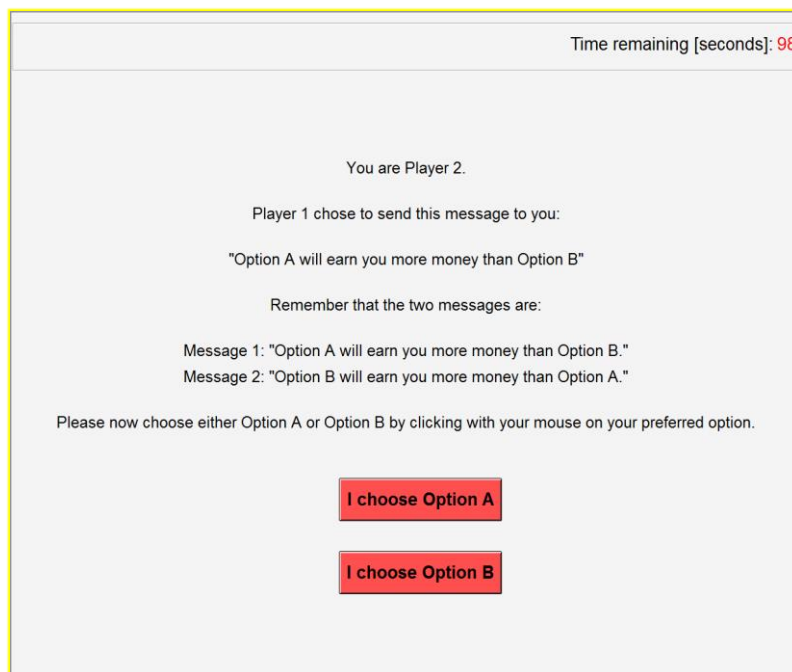 Time remaining [seconds]: 98
You are Player 2.
Player 1 chose to send this message to you:
"Option A will earn you more money than Option B"
Remember that the two messages are:
Message 1: "Option A will earn you more money than Option B."
Message 2: "Option B will earn you more money than Option A."
Please now choose either Option A or Option B by clicking with your mouse on your preferred option.
I choose Option A
I choose Option B